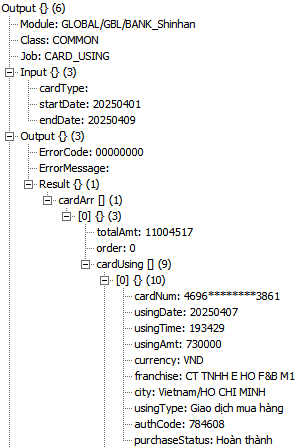 Output {} (6)
Module: GLOBAL/GBL/BANK_Shinhan
Class: COMMON
Job: CARD_USING
Input {} (3)
cardType:
startDate: 20250401
endDate: 20250409
Output {} (3)
ErrorCode: 00000000
ErrorMessage:
Result {} (1)
cardArr [] (1)
[0] {} (3)
totalAmt: 11004517
order: 0
cardUsing [] (9)
[0] {} (10)
cardNum: 4696********3861
usingDate: 20250407
usingTime: 193429
usingAmt: 730000
currency: VND
franchise: CT TNHH E HO F&B M1
city: Vietnam/HO CHI MINH
usingType: Giao dịch mua hàng
authCode: 784608
purchaseStatus: Hoàn thành